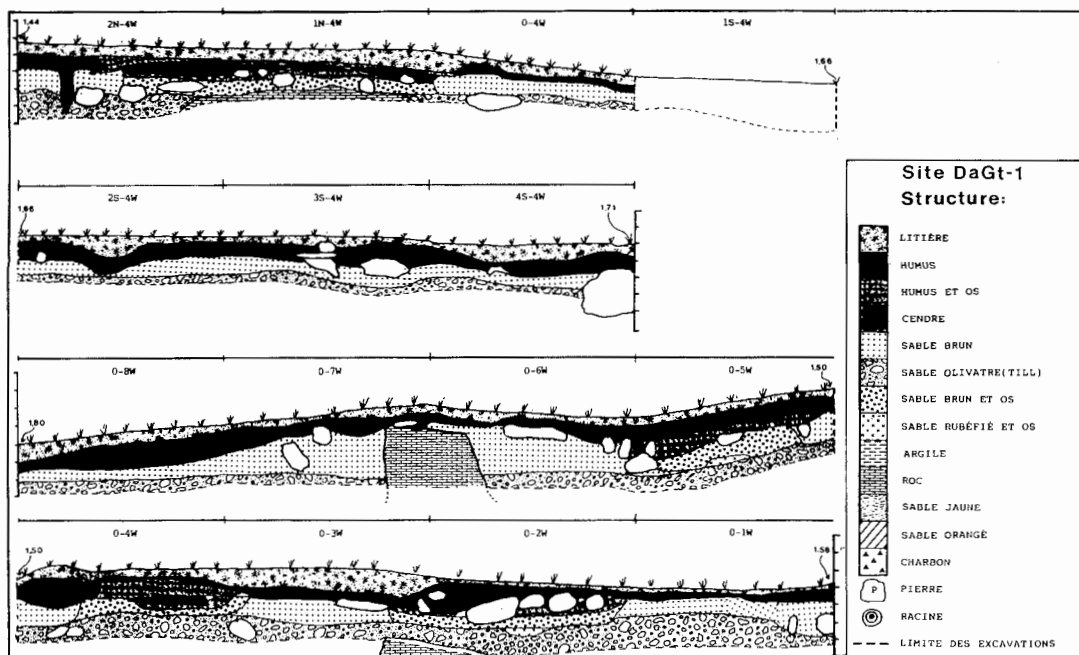 2N-4W 1N-4W 0-4W 1S-4W
1,44
1,66
2S-4W 3S-4W 4S-4W
1,66
1,71
0-8W 0-7W 0-6W 0-5W
1,80
1,50
0-4W 0-3W 0-2W 0-1W
1,50
1,58
Site DaGt-1
Structure:
LITIÈRE
HUMUS
HUMUS ET OS
CENDRE
SABLE BRUN
SABLE OLIVATRE(TILL)
SABLE BRUN ET OS
SABLE RUBÉFIÉ ET OS
ARGILE
ROC
SABLE JAUNE
SABLE ORANGÉ
CHARBON
P PIERRE
RACINE
LIMITE DES EXCAVATIONS